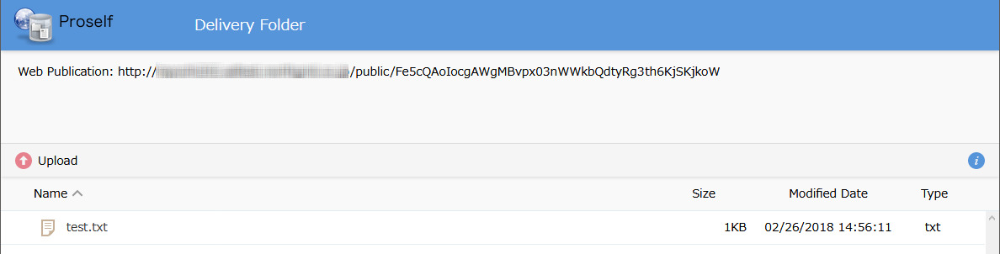 Proself
Delivery Folder
Web Publication: http:// /public/Fe5cQAoIocgAWgMBvpx03nWWkbQdtyRg3th6KjSKjkoW
Upload
Name Size Modified Date Type
test.txt 1KB 02/26/2018 14:56:11 txt